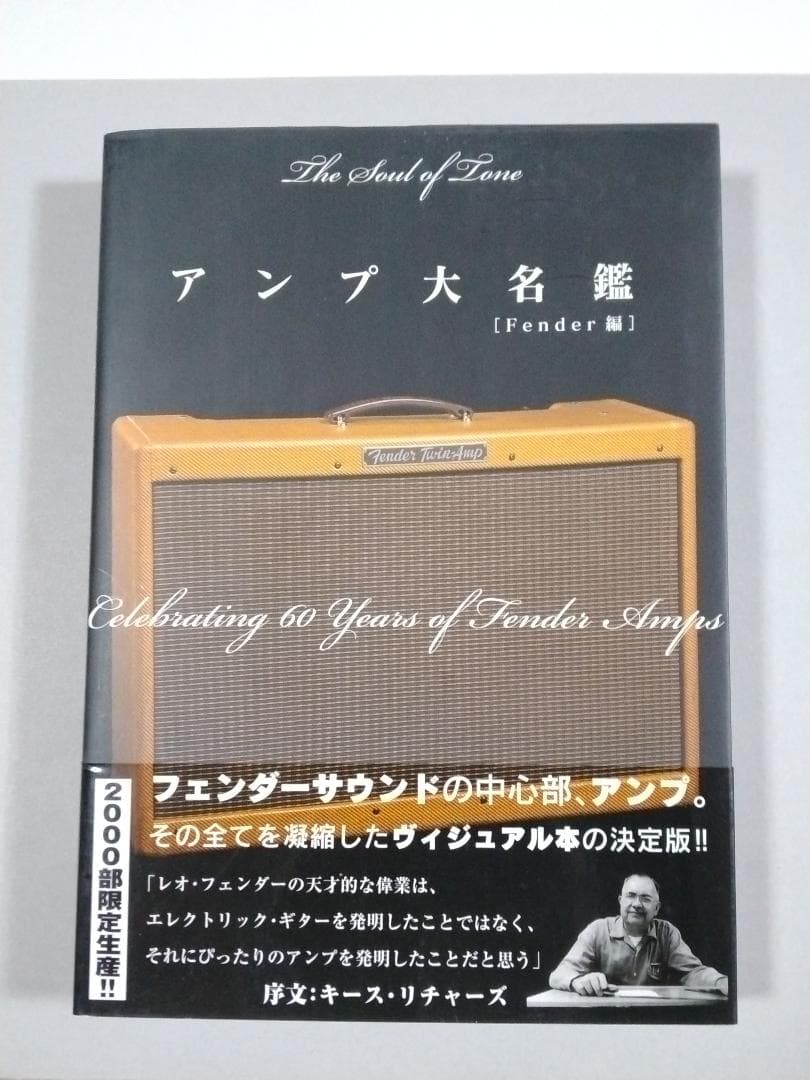 The Soul of Tone
アンプ大名鑑
[Fender 編]
Fender Twin-Amp
Celebrating 60 Years of Fender Amps
フェンダーサウンドの中心部、アンプ。
その全てを凝縮したヴィジュアル本の決定版!!
2000部限定生産!!
「レオ・フェンダーの天才的な偉業は、
エレクトリック・ギターを発明したことではなく、
それにぴったりのアンプを発明したことだと思う」
序文:キース・リチャーズ